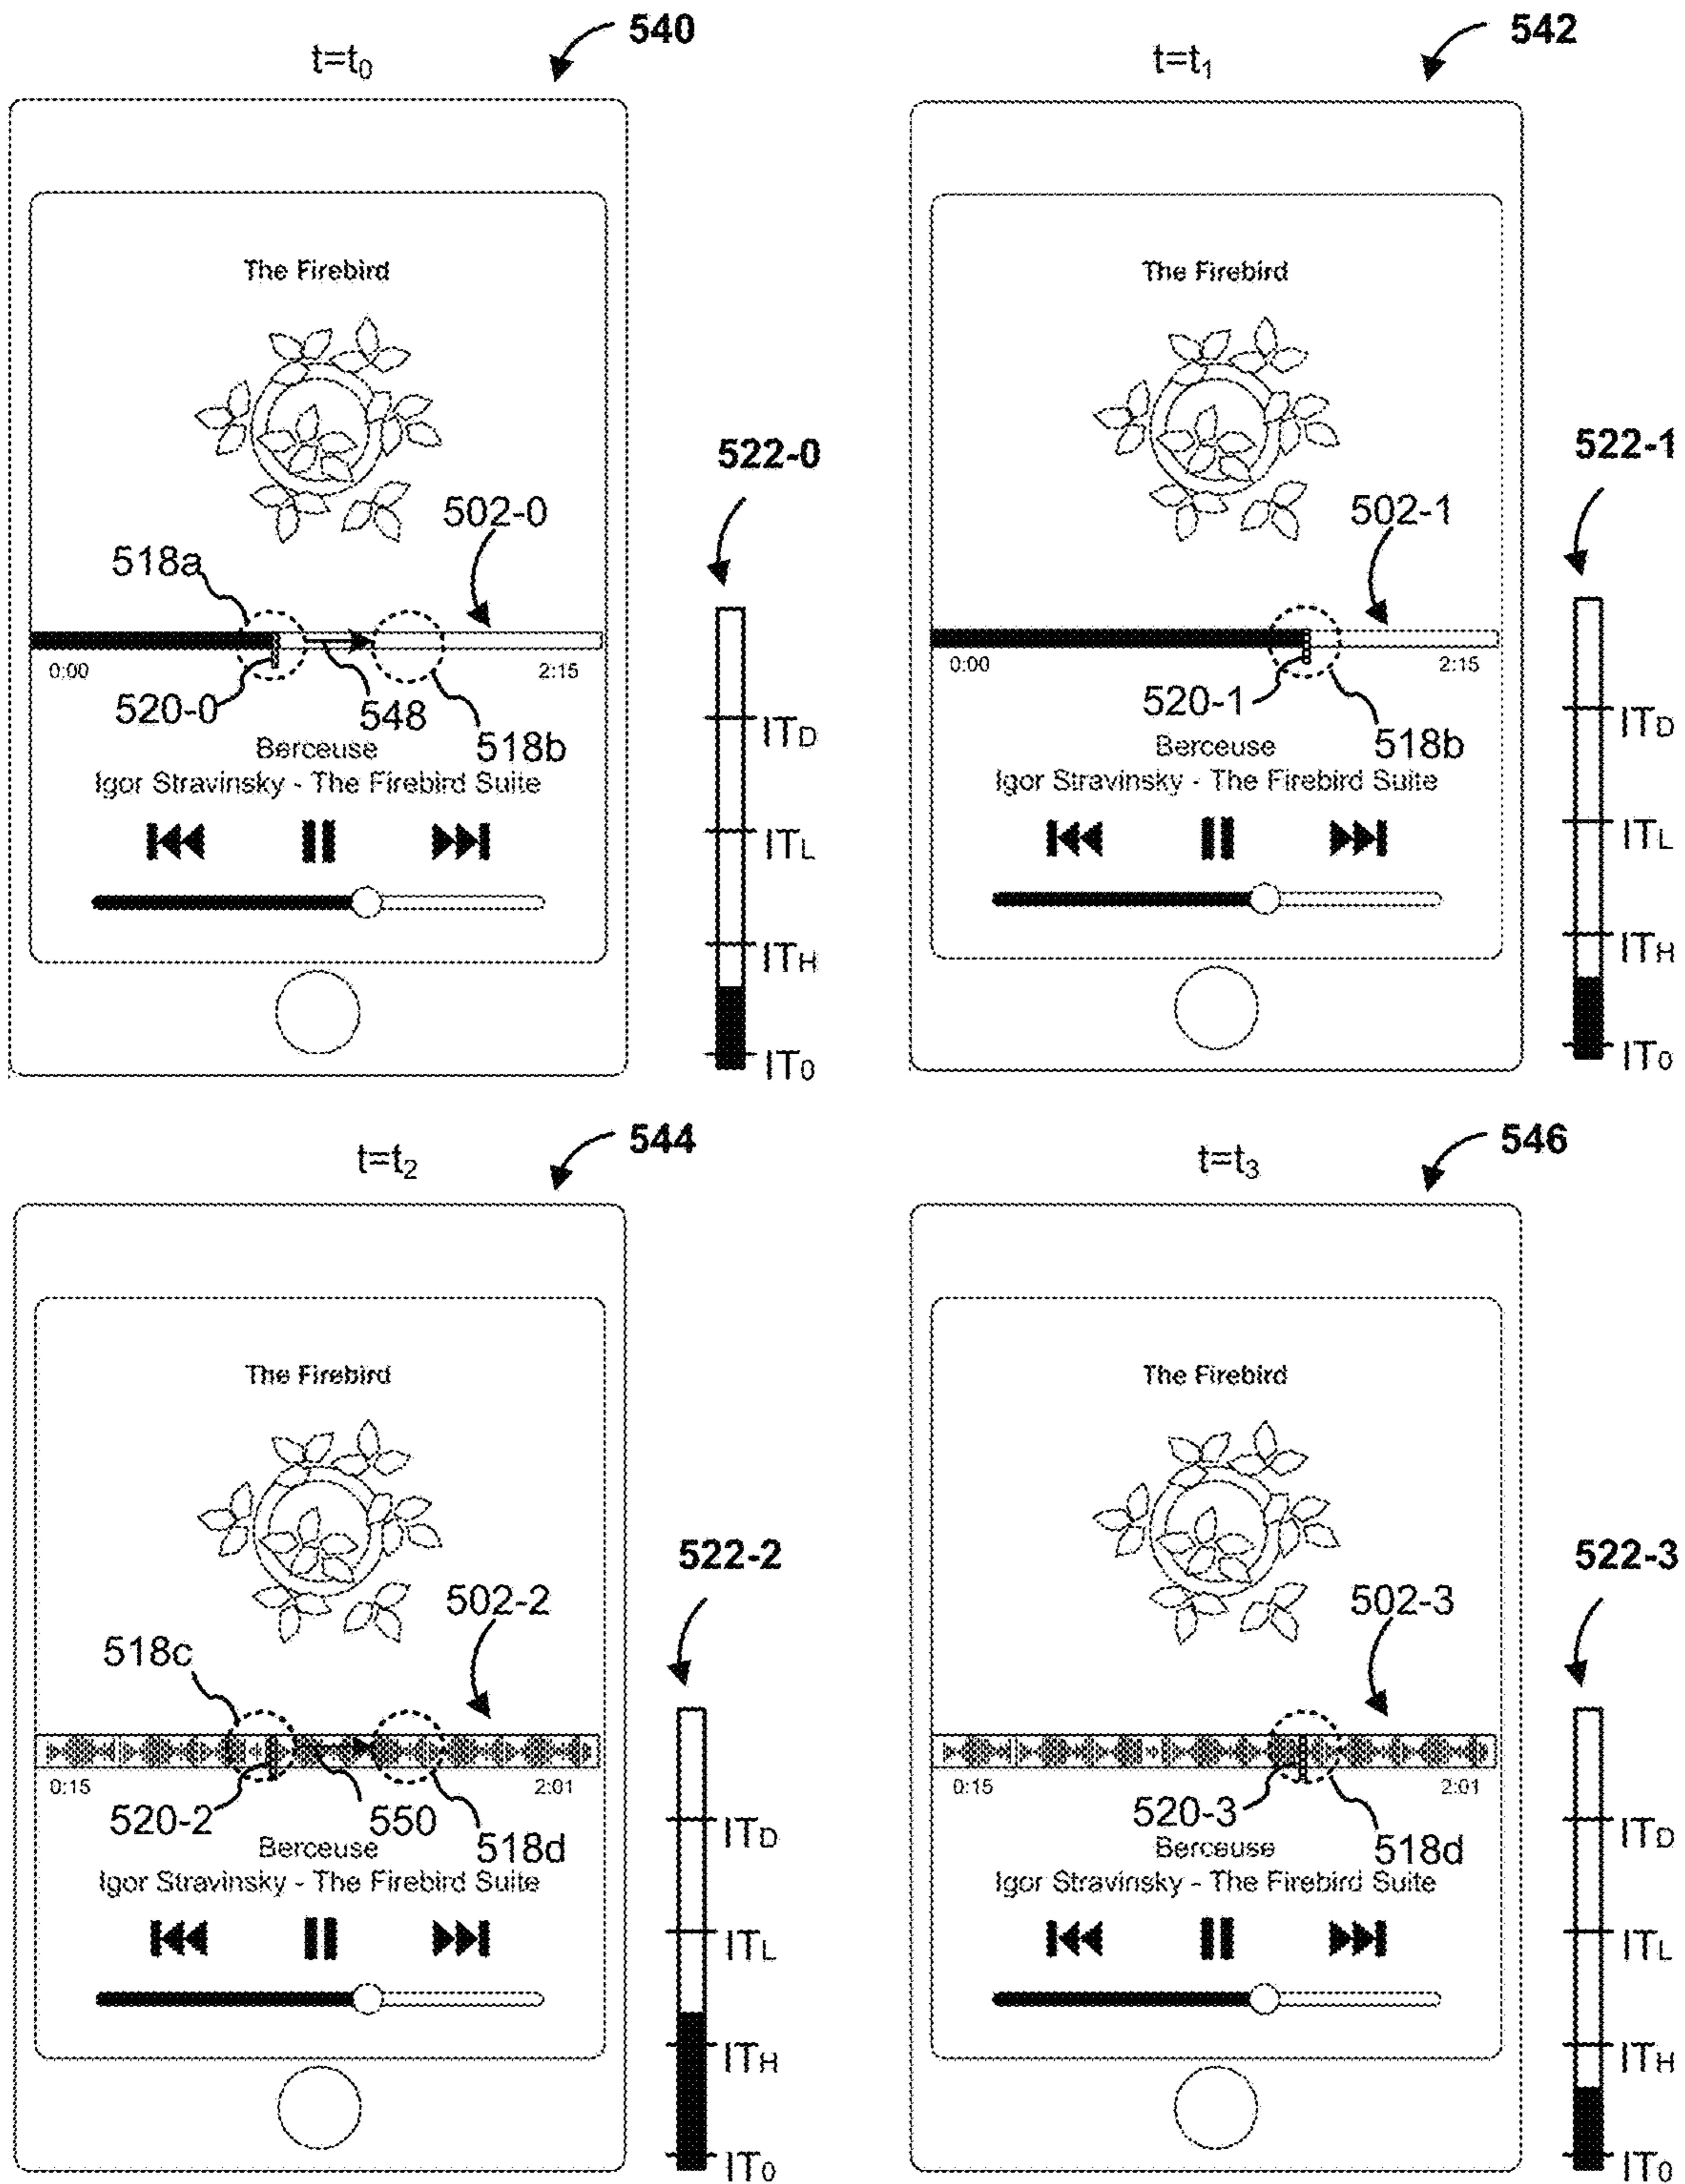 540
t=t0
The Firebird
522-0
502-0
518a
0:00
2:15
520-0
548
518b
ITD
Berceuse
Igor Stravinsky - The Firebird Suite
ITL
ITH
IT0
542
t=t1
The Firebird
522-1
502-1
0:00
2:15
520-1
518b
ITD
Berceuse
Igor Stravinsky - The Firebird Suite
ITL
ITH
IT0
544
t=t2
The Firebird
522-2
502-2
518c
0:15
2:01
520-2
550
518d
ITD
Berceuse
Igor Stravinsky - The Firebird Suite
ITL
ITH
IT0
546
t=t3
The Firebird
522-3
502-3
0:15
2:01
520-3
518d
ITD
Berceuse
Igor Stravinsky - The Firebird Suite
ITL
ITH
IT0